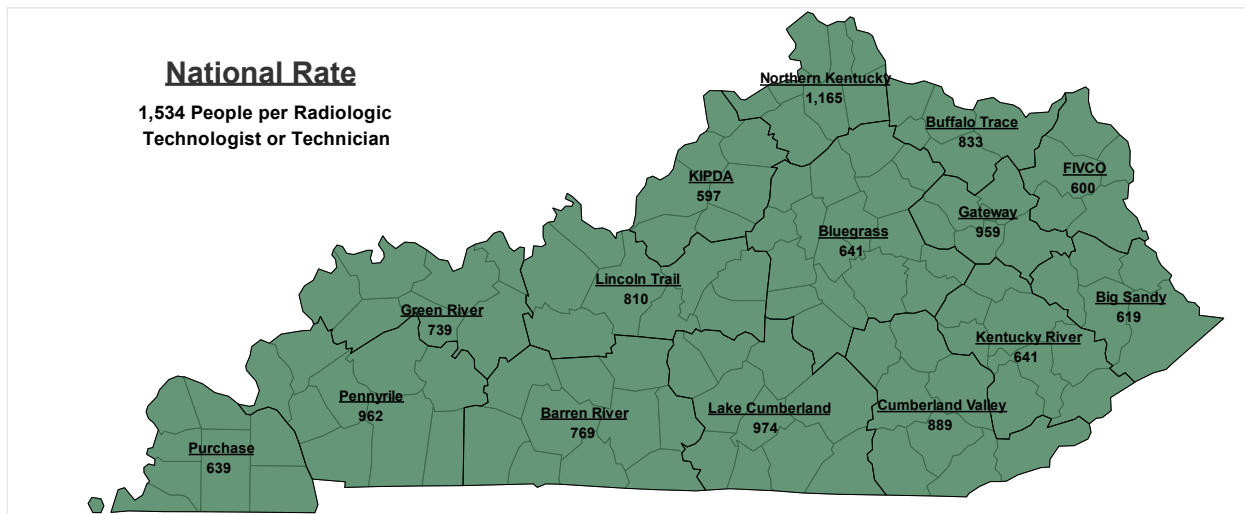 National Rate
1,534 People per Radiologic
Technologist or Technician
Northern Kentucky
1,165
Buffalo Trace
833
FIVCO
600
KIPDA
597
Gateway
959
Bluegrass
641
Lincoln Trail
810
Big Sandy
619
Green River
739
Kentucky River
641
Pennyrile
962
Barren River
769
Lake Cumberland
974
Cumberland Valley
889
Purchase
639